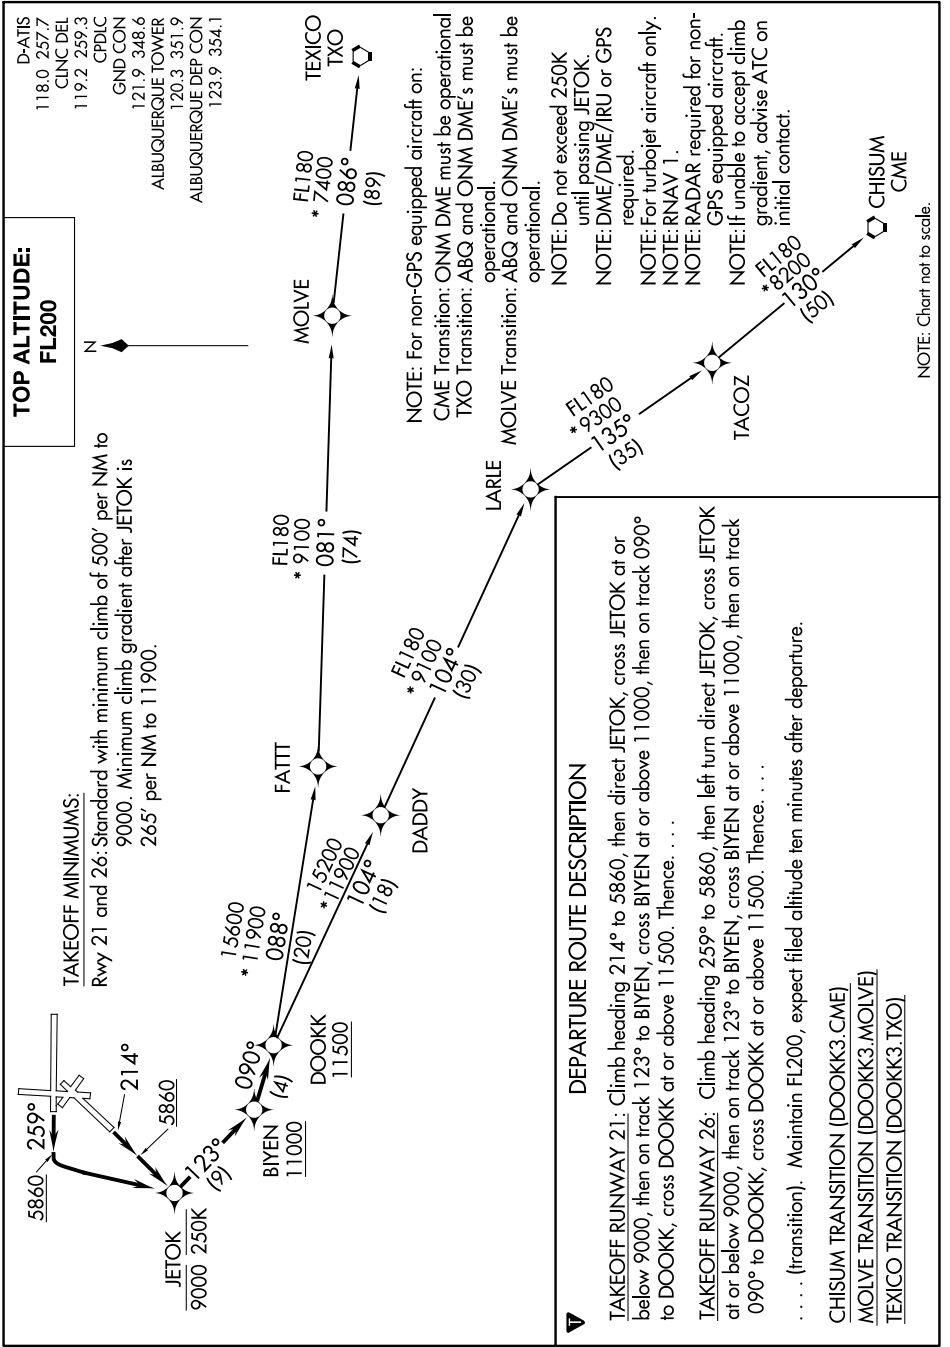 TOP ALTITUDE:
FL200
D-ATIS
118.0 257.7
CLNC DEL
119.2 259.3
CPDLC
GND CON
121.9 348.6
ALBUQUERQUE TOWER
120.3 351.9
ALBUQUERQUE DEP CON
123.9 354.1
TAKEOFF MINIMUMS:
Rwy 21 and 26: Standard with minimum climb of 500' per NM to
9000. Minimum climb gradient after JETOK is
265' per NM to 11900.
N
259°
5860
214°
5860
JETOK
9000 250K
123°
(9)
BIYEN
11000
090°
(4)
DOOKK
11500
15600
*11900
088°
(20)
FATTT
FL180
*9100
081°
(74)
MOLVE
FL180
*7400
086°
(89)
TEXICO
TXO
15200
*11900
104°
(18)
DADDY
FL180
*9100
104°
(30)
LARLE
FL180
*9300
135°
(35)
TACOZ
FL180
*8200
130°
(50)
CHISUM
CME
NOTE: For non-GPS equipped aircraft on:
CME Transition: ONM DME must be operational
TXO Transition: ABQ and ONM DME's must be
operational.
MOLVE Transition: ABQ and ONM DME's must be
operational.
NOTE: Do not exceed 250K
until passing JETOK.
NOTE: DME/DME/IRU or GPS
required.
NOTE: For turbojet aircraft only.
NOTE: RNAV 1.
NOTE: RADAR required for non-
GPS equipped aircraft.
NOTE: If unable to accept climb
gradient, advise ATC on
initial contact.
NOTE: Chart not to scale.
T
DEPARTURE ROUTE DESCRIPTION
TAKEOFF RUNWAY 21: Climb heading 214° to 5860, then direct JETOK, cross JETOK at or
below 9000, then on track 123° to BIYEN, cross BIYEN at or above 11000, then on track 090°
to DOOKK, cross DOOKK at or above 11500. Thence. . . .
TAKEOFF RUNWAY 26: Climb heading 259° to 5860, then left turn direct JETOK, cross JETOK
at or below 9000, then on track 123° to BIYEN, cross BIYEN at or above 11000, then on track
090° to DOOKK, cross DOOKK at or above 11500. Thence. . . .
. . . . (transition). Maintain FL200, expect filed altitude ten minutes after departure.
CHISUM TRANSITION (DOOKK3.CME)
MOLVE TRANSITION (DOOKK3.MOLVE)
TEXICO TRANSITION (DOOKK3.TXO)